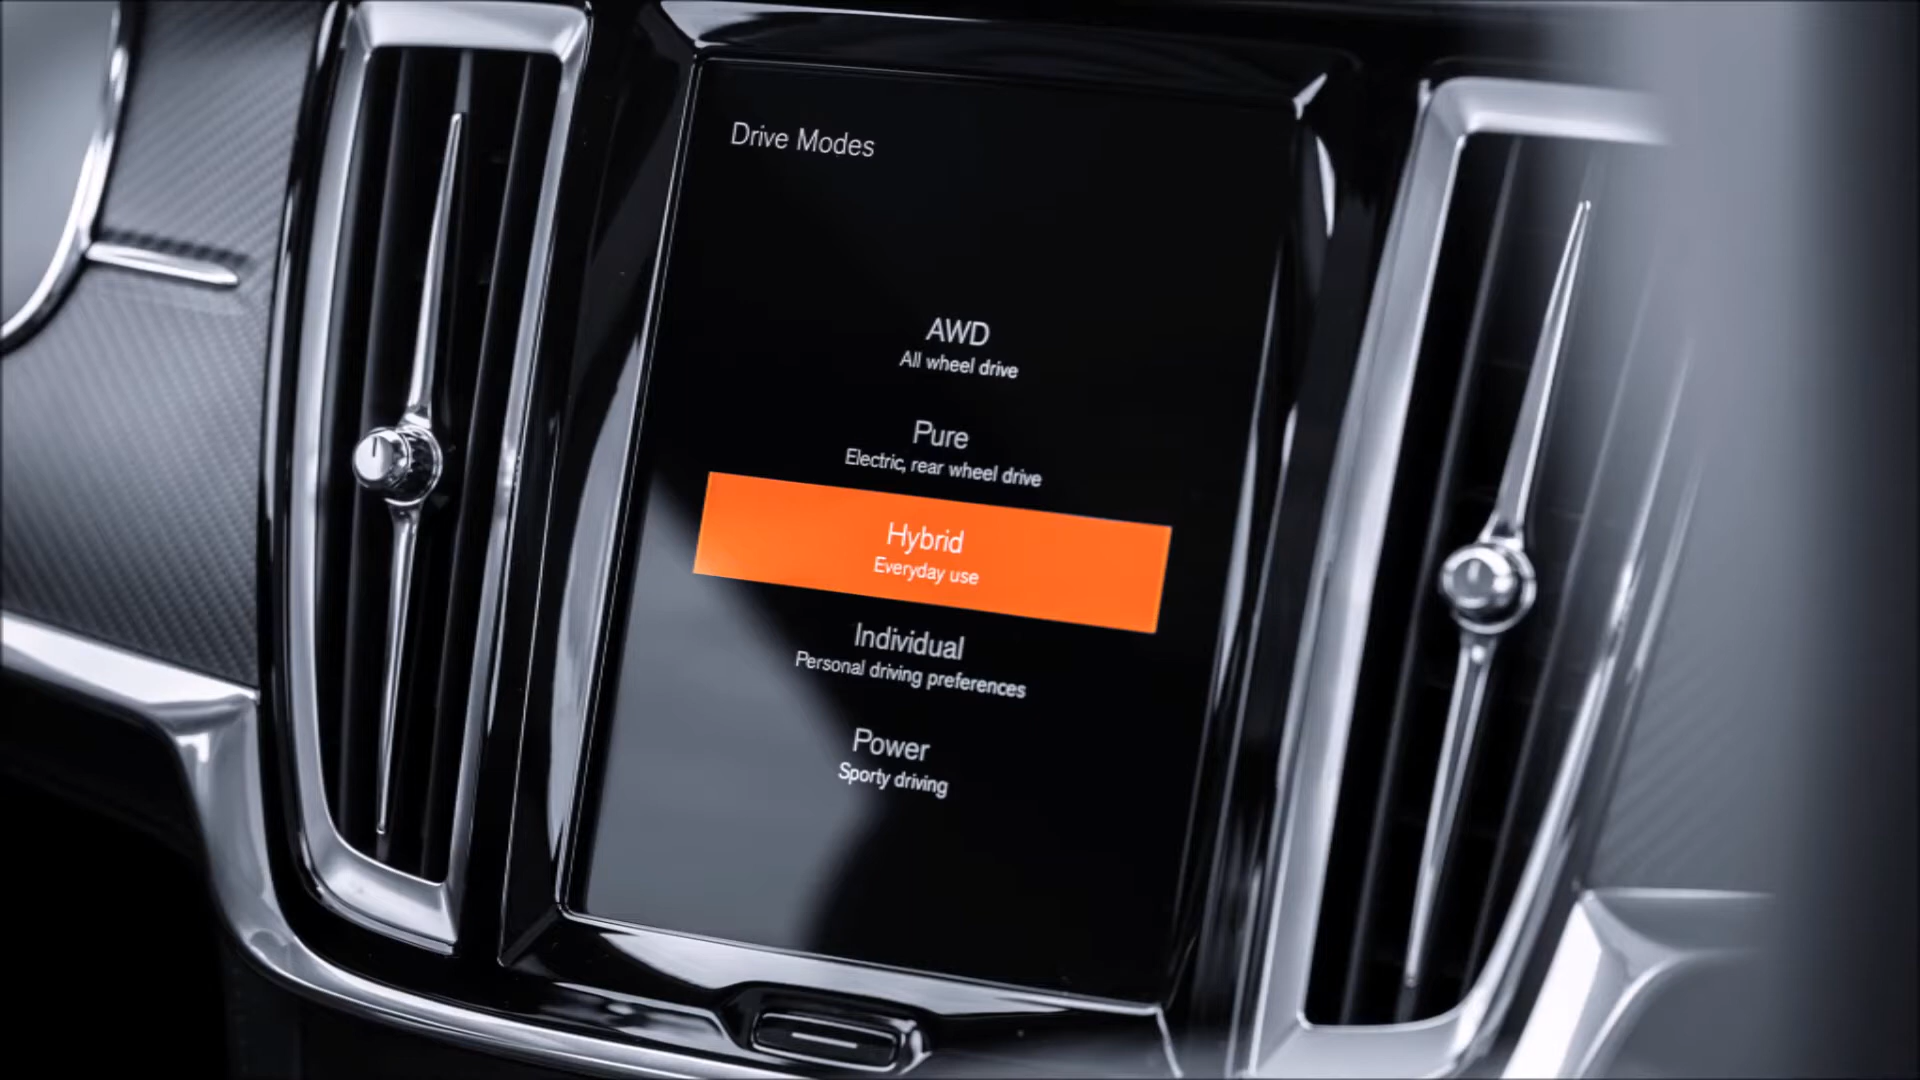 Drive Modes
AWD
All wheel drive
Pure
Electric, rear wheel drive
Hybrid
Everyday use
Individual
Personal driving preferences
Power
Sporty driving